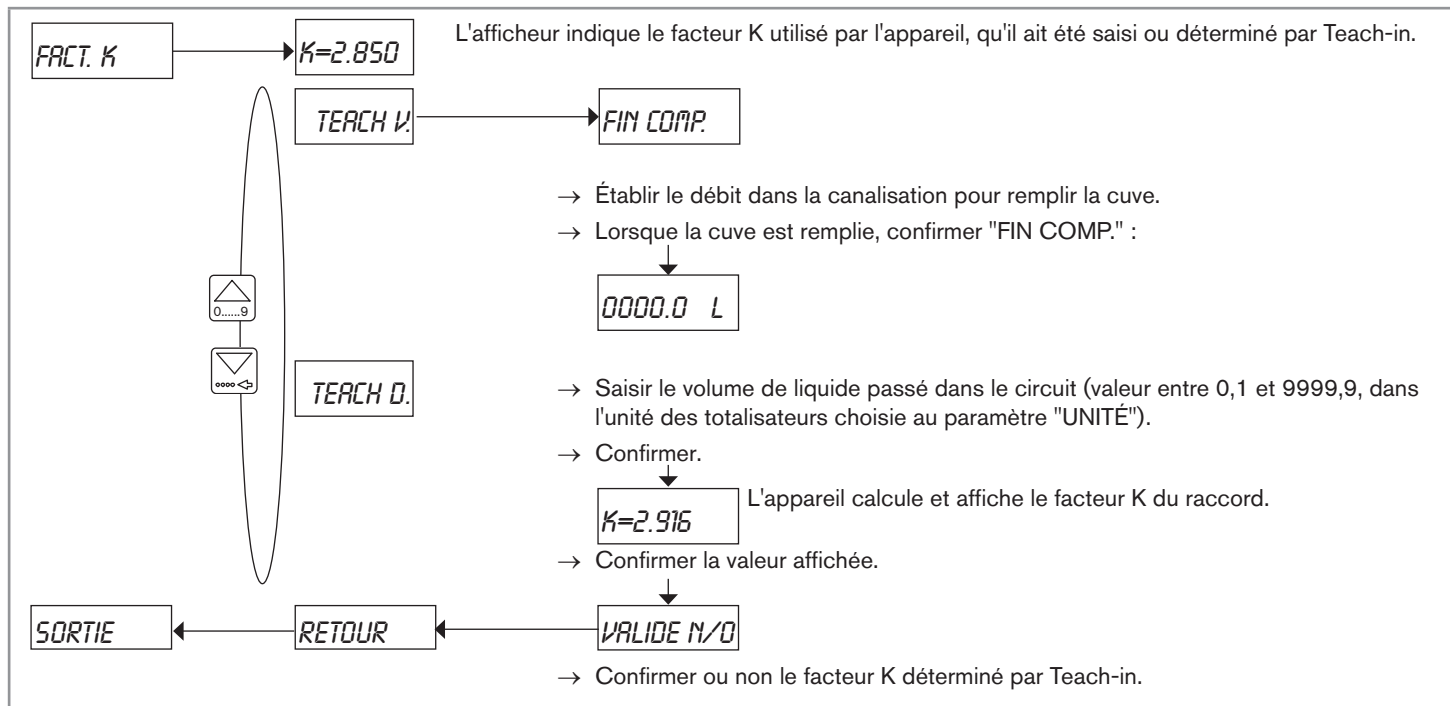 FACT. K
K=2.850
L'afficheur indique le facteur K utilisé par l'appareil, qu'il ait été saisi ou déterminé par Teach-in.
TEACH V.
FIN COMP.
→ Établir le débit dans la canalisation pour remplir la cuve.
→ Lorsque la cuve est remplie, confirmer "FIN COMP." :
0000.0 L
0......9
TEACH D.
→ Saisir le volume de liquide passé dans le circuit (valeur entre 0,1 et 9999,9, dans
l'unité des totalisateurs choisie au paramètre "UNITÉ").
→ Confirmer.
K=2.916
L'appareil calcule et affiche le facteur K du raccord.
→ Confirmer la valeur affichée.
SORTIE
RETOUR
VALIDE N/O
→ Confirmer ou non le facteur K déterminé par Teach-in.